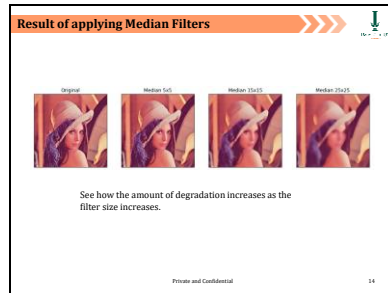 Result of applying Median Filters
Original
Median 5x5
Median 15x15
Median 25x25
See how the amount of degradation increases as the
filter size increases.
Private and Confidential
14